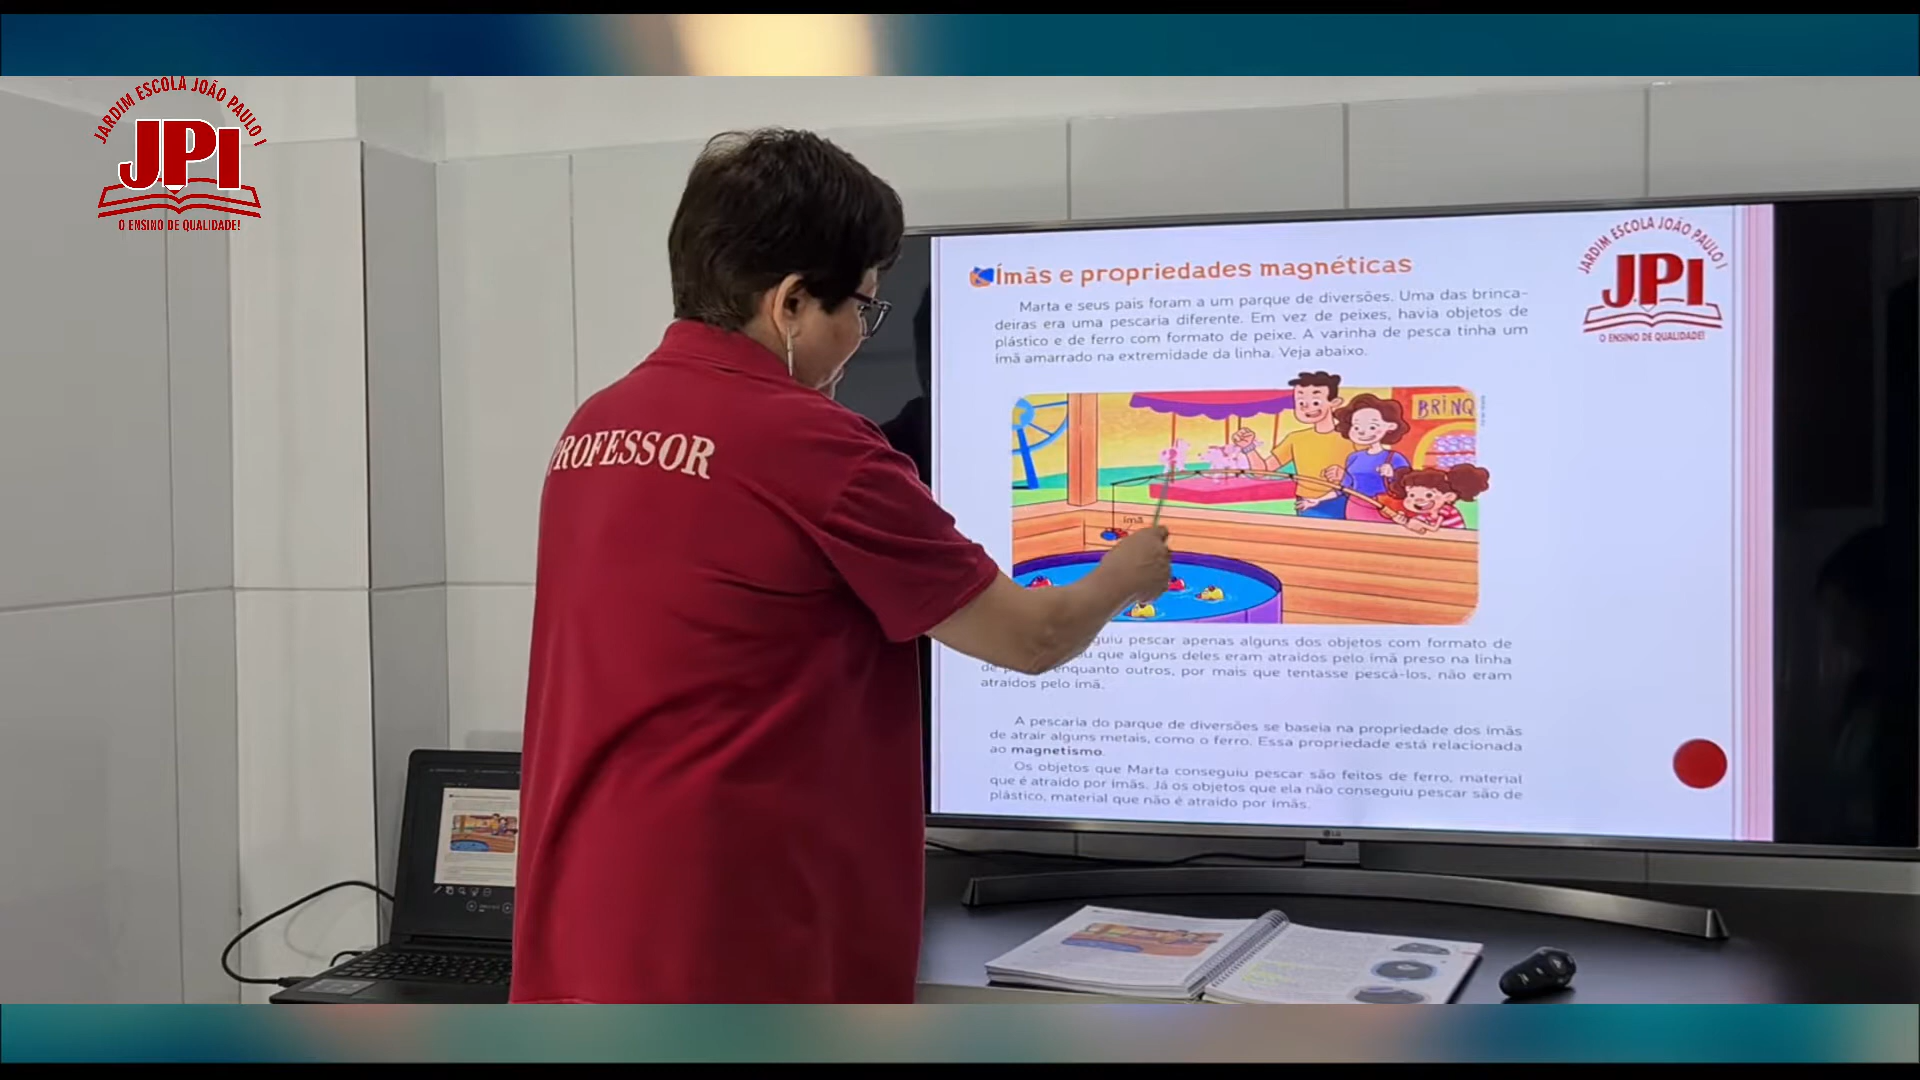 JARDIM ESCOLA JOÃO PAULO I
JPI
O ENSINO DE QUALIDADE!
PROFESSOR
Ímãs e propriedades magnéticas
Marta e seus pais foram a um parque de diversões. Uma das brinca-
deiras era uma pescaria diferente. Em vez de peixes, havia objetos de
plástico e de ferro com formato de peixe. A varinha de pesca tinha um
ímã amarrado na extremidade da linha. Veja abaixo.
JARDIM ESCOLA JOÃO PAULO I
JPI
O ENSINO DE QUALIDADE!
BRINQ
ímã
guiu pescar apenas alguns dos objetos com formato de
ou que alguns deles eram atraídos pelo ímã preso na linha
de enquanto outros, por mais que tentasse pescá-los, não eram
atraídos pelo ímã.
A pescaria do parque de diversões se baseia na propriedade dos ímãs
de atrair alguns metais, como o ferro. Essa propriedade está relacionada
ao magnetismo.
Os objetos que Marta conseguiu pescar são feitos de ferro, material
que é atraído por ímãs. Já os objetos que ela não conseguiu pescar são de
plástico, material que não é atraído por ímãs.
LG